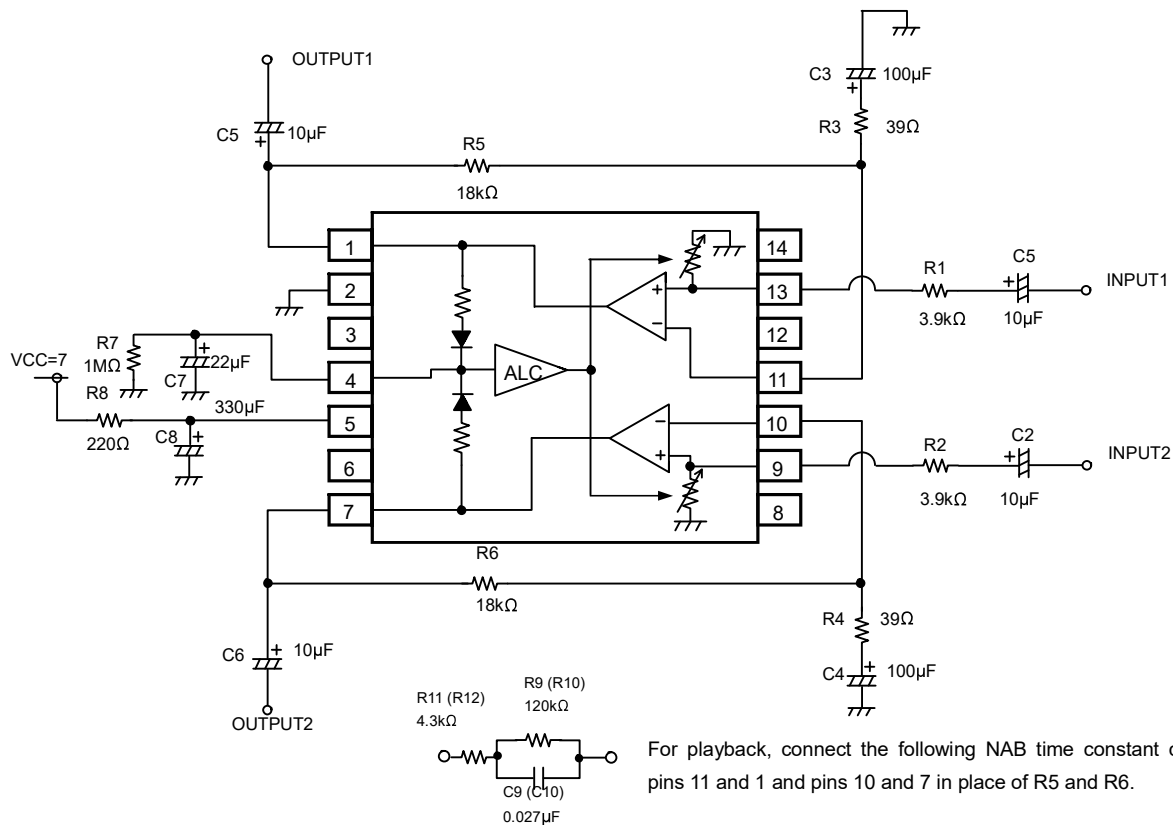 OUTPUT1
C5
+
10µF
C3
100µF
+
R3
39Ω
R5
18kΩ
1
2
3
4
5
6
7
14
13
12
11
10
9
8
+
−
−
+
ALC
R1
3.9kΩ
C5
+
10µF
INPUT1
R2
3.9kΩ
C2
+
10µF
INPUT2
VCC=7
R7
1MΩ
+
22µF
C7
R8
220Ω
330µF
C8
+
R6
18kΩ
R4
39Ω
C4
+
100µF
C6
+
10µF
OUTPUT2
R11 (R12)
4.3kΩ
R9 (R10)
120kΩ
C9 (C10)
0.027µF
For playback, connect the following NAB time constant
pins 11 and 1 and pins 10 and 7 in place of R5 and R6.